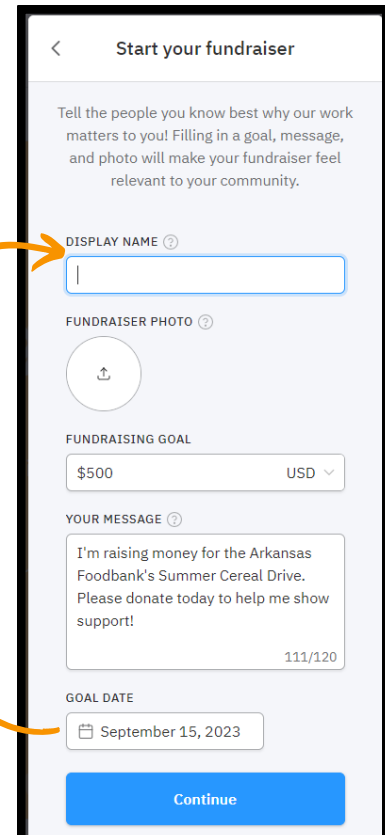 Start your fundraiser
Tell the people you know best why our work
matters to you! Filling in a goal, message,
and photo will make your fundraiser feel
relevant to your community.
DISPLAY NAME ?
FUNDRAISER PHOTO ?
FUNDRAISING GOAL
$500 USD
YOUR MESSAGE ?
I'm raising money for the Arkansas
Foodbank's Summer Cereal Drive.
Please donate today to help me show
support!
111/120
GOAL DATE
September 15, 2023
Continue